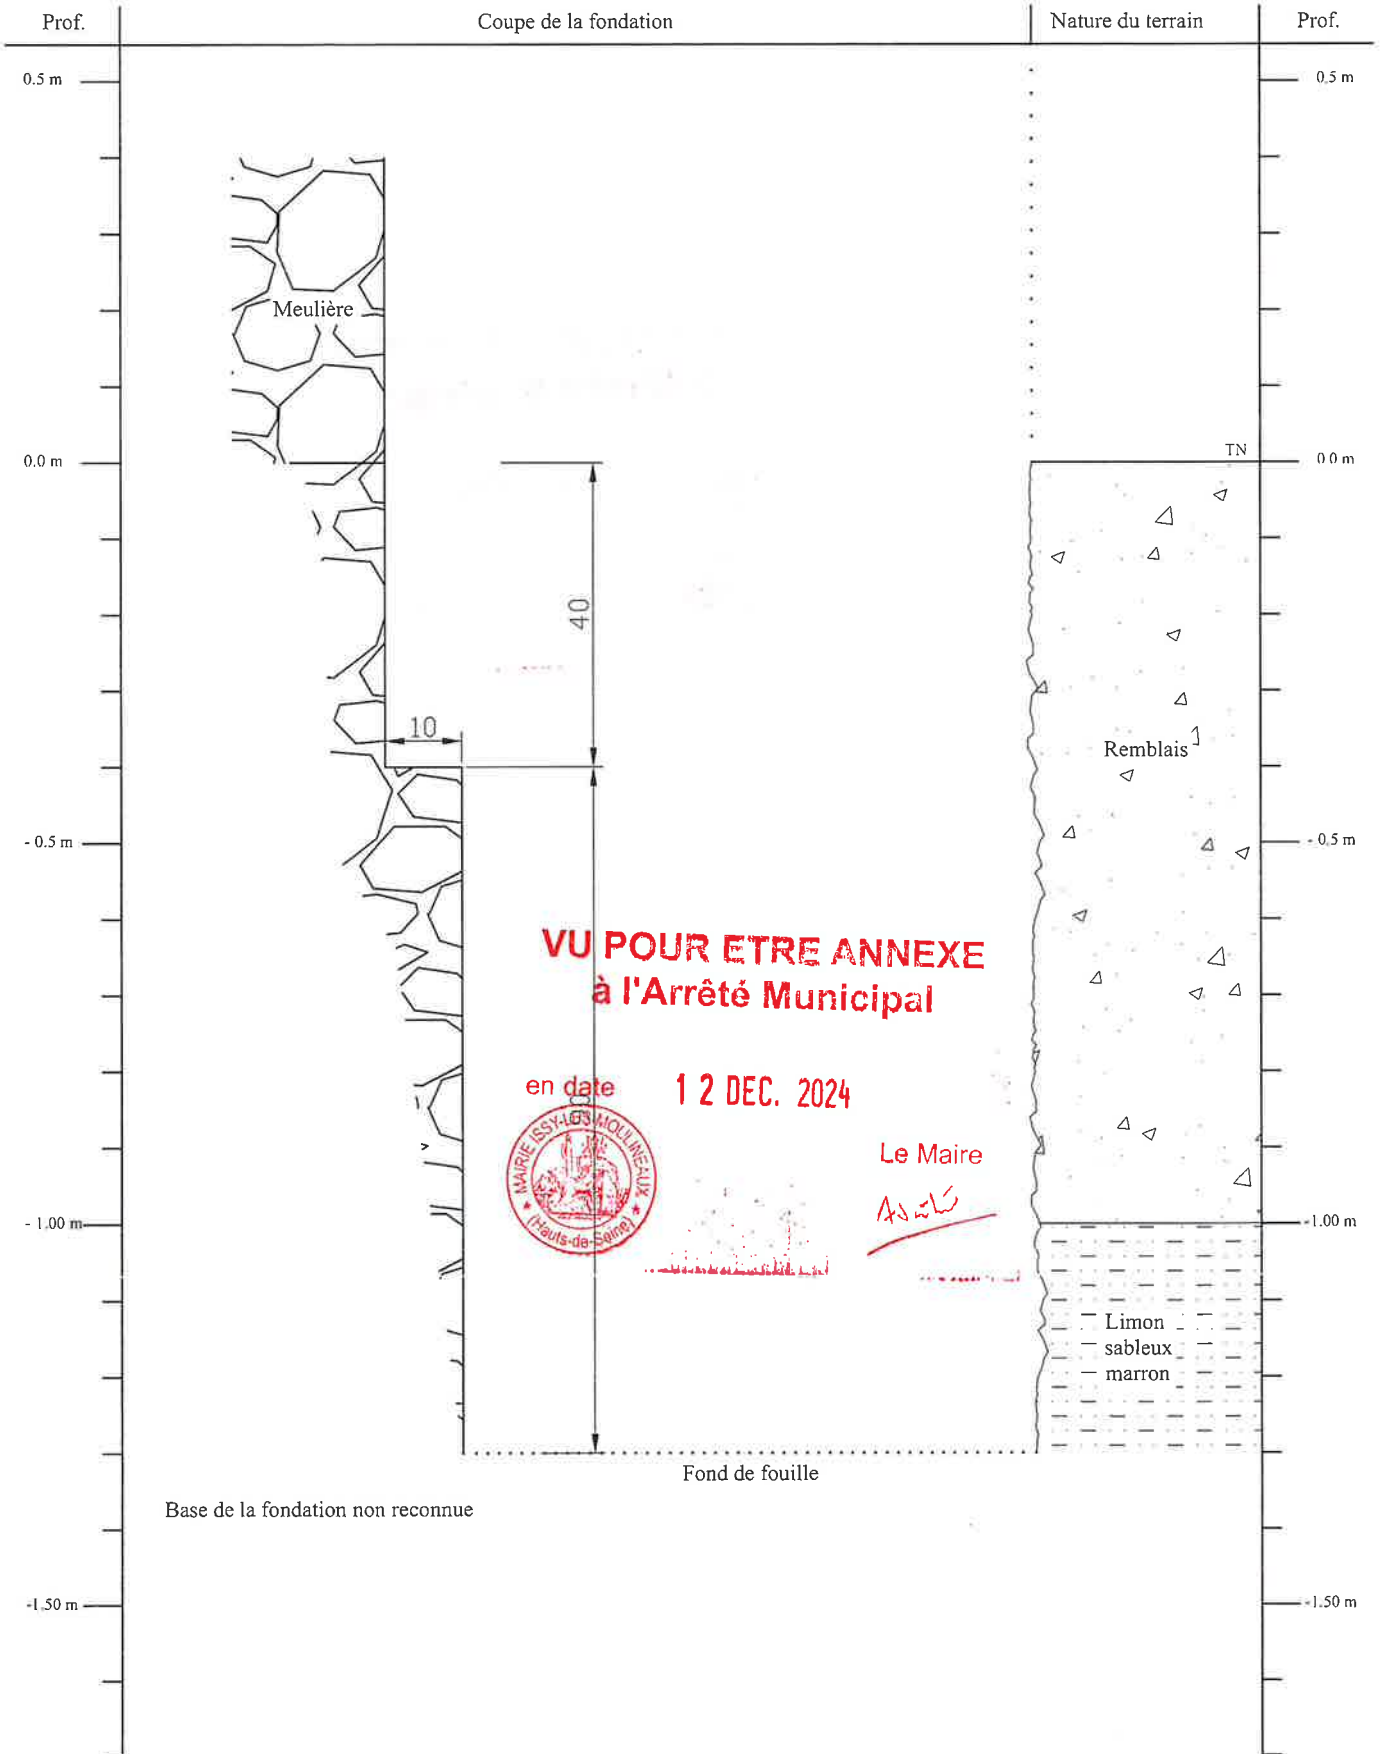 Prof.
Coupe de la fondation
Nature du terrain
Prof.
0.5 m
0.5 m
Meulière
0.0 m
TN
0.0 m
40
10
Remblais
- 0.5 m
- 0.5 m
VU POUR ETRE ANNEXE
à l'Arrêté Municipal
en date
12 DEC. 2024
MAIRIE ISSY-LES-MOULINEAUX
(Hauts-de-Seine)
Le Maire
- 1.00 m
-1.00 m
Limon
sableux
marron
Fond de fouille
Base de la fondation non reconnue
-1.50 m
-1.50 m